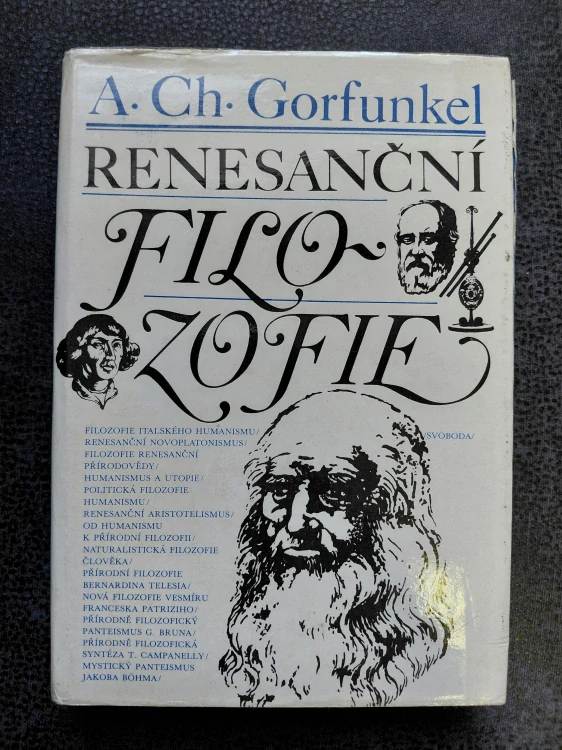 A. Ch. Gorfunkel
RENESANČNÍ
FILO-
ZOFIE
FILOZOFIE ITALSKÉHO HUMANISMU/
RENESANČNÍ NOVOPLATONISMUS/
FILOZOFIE RENESANČNÍ
PŘÍRODOVĚDY/
HUMANISMUS A UTOPIE/
POLITICKÁ FILOZOFIE
HUMANISMU/
RENESANČNÍ ARISTOTELISMUS/
OD HUMANISMU
K PŘÍRODNÍ FILOZOFII/
NATURALISTICKÁ FILOZOFIE
ČLOVĚKA/
PŘÍRODNÍ FILOZOFIE
BERNARDINA TELESIA/
NOVÁ FILOZOFIE VESMÍRU
FRANCESKA PATRIZIHO/
PŘÍRODNĚ FILOZOFICKÝ
PANTEISMUS G. BRUNA/
PŘÍRODNĚ FILOZOFICKÁ
SYNTÉZA T. CAMPANELLY/
MYSTICKÝ PANTEISMUS
JAKOBA BÖHMA/
/SVOBODA/